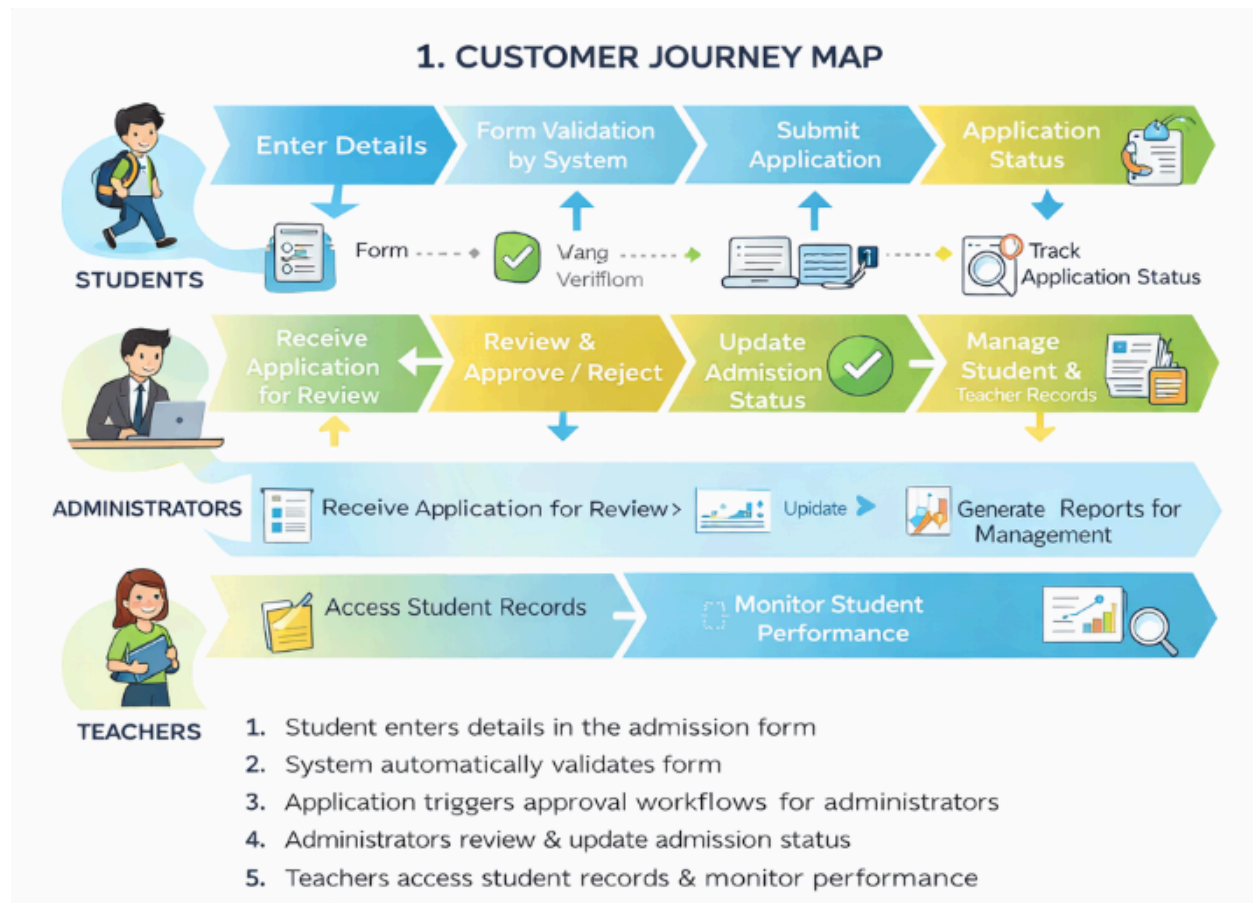 1. CUSTOMER JOURNEY MAP
Enter Details
Form Validation
by System
Submit
Application
Application
Status
Form
Vang
Verifflom
1
Track
Application Status
STUDENTS
Receive
Application
for Review
Review &
Approve / Reject
Update
Admistion
Status
Manage
Student &
Teacher Records
ADMINISTRATORS
Receive Application for Review >
Upidate >
Generate Reports for
Management
Access Student Records
Monitor Student
Performance
TEACHERS
1. Student enters details in the admission form
2. System automatically validates form
3. Application triggers approval workflows for administrators
4. Administrators review & update admission status
5. Teachers access student records & monitor performance